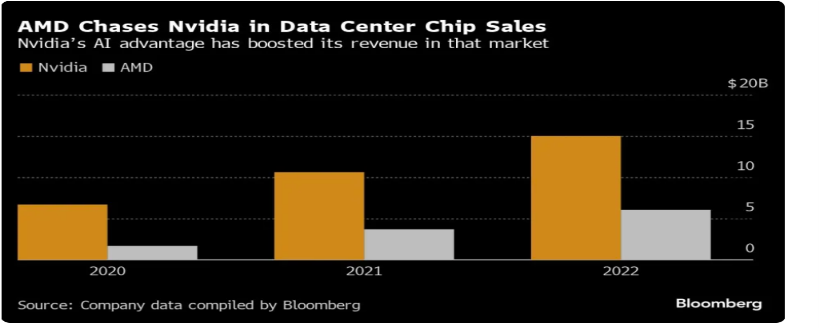 AMD Chases Nvidia in Data Center Chip Sales
Nvidia's AI advantage has boosted its revenue in that market
Nvidia AMD
$20B
15
10
5
0
2020 2021 2022
Source: Company data compiled by Bloomberg
Bloomberg